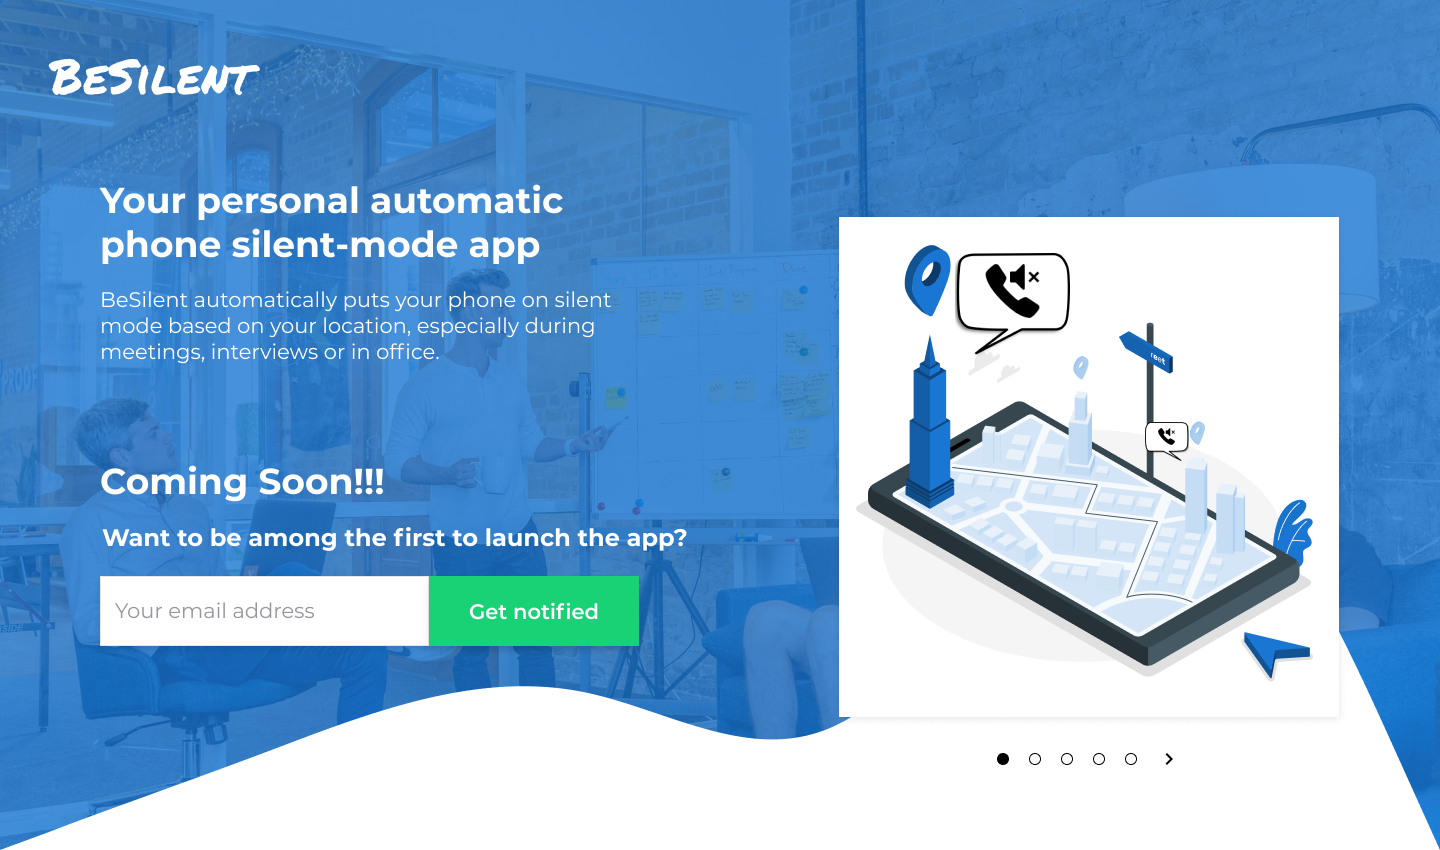 BeSilent
Your personal automatic
phone silent-mode app
BeSilent automatically puts your phone on silent
mode based on your location, especially during
meetings, interviews or in office.
PROOF
Coming Soon!!!
Want to be among the first to launch the app?
Your email address
Get notified